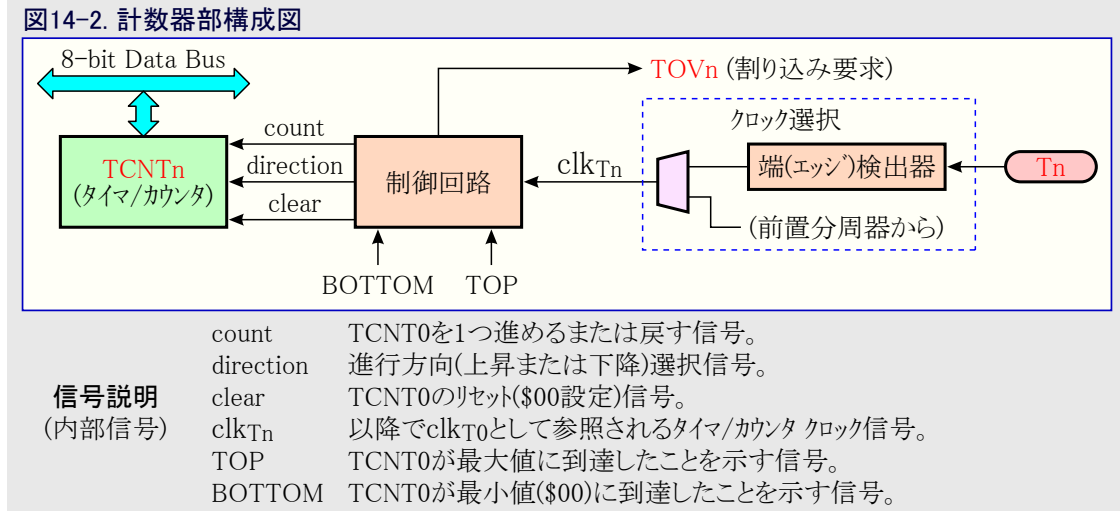 図14-2. 計数器部構成図
8-bit Data Bus
TOVn (割り込み要求)
クロック選択
count
TCNTn
direction
(タイマ/カウンタ)
clear
制御回路
clkTn
端(エッジ)検出器
Tn
(前置分周器から)
BOTTOM TOP
count TCNT0を1つ進めるまたは戻す信号。
direction 進行方向(上昇または下降)選択信号。
信号説明 clear TCNT0のリセット($00設定)信号。
(内部信号) clkTn 以降でclkT0として参照されるタイマ/カウンタ クロック信号。
TOP TCNT0が最大値に到達したことを示す信号。
BOTTOM TCNT0が最小値($00)に到達したことを示す信号。